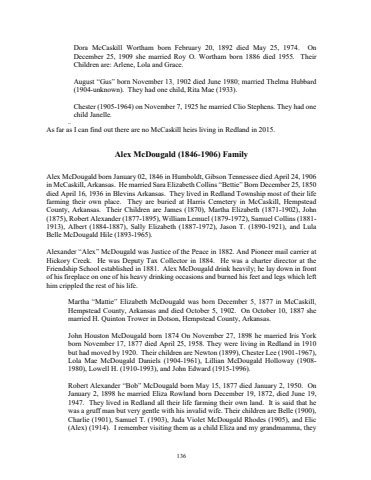 Dora McCaskill Wortham born February 20, 1892 died May 25, 1974. On
December 25, 1909 she married Roy O. Wortham born 1886 died 1955. Their
Children are: Arlene, Lola and Grace.
August “Gus” born November 13, 1902 died June 1980; married Thelma Hubbard
(1904-unknown). They had one child, Rita Mae (1933).
Chester (1905-1964) on November 7, 1925 he married Clio Stephens. They had one
child Janelle.
As far as I can find out there are no McCaskill heirs living in Redland in 2015.
Alex McDougald (1846-1906) Family
Alex McDougald born January 02, 1846 in Humboldt, Gibson Tennessee died April 24, 1906
in McCaskill, Arkansas. He married Sara Elizabeth Collins “Bettie” Born December 25, 1850
died April 16, 1936 in Blevins Arkansas. They lived in Redland Township most of their life
farming their own place. They are buried at Harris Cemetery in McCaskill, Hempstead
County, Arkansas. Their Children are James (1870), Martha Elizabeth (1871-1902), John
(1875), Robert Alexander (1877-1895), William Lemuel (1879-1972), Samuel Collins (1881-
1913), Albert (1884-1887), Sally Elizabeth (1887-1972), Jason T. (1890-1921), and Lula
Belle McDougald Hile (1893-1965).
Alexander “Alex” McDougald was Justice of the Peace in 1882. And Pioneer mail carrier at
Hickory Creek. He was Deputy Tax Collector in 1884. He was a charter director at the
Friendship School established in 1881. Alex McDougald drink heavily; he lay down in front
of his fireplace on one of his heavy drinking occasions and burned his feet and legs which left
him crippled the rest of his life.
Martha “Mattie” Elizabeth McDougald was born December 5, 1877 in McCaskill,
Hempstead County, Arkansas and died October 5, 1902. On October 10, 1887 she
married H. Quinton Trower in Dotson, Hempstead County, Arkansas.
John Houston McDougald born 1874 On November 27, 1898 he married Iris York
born November 17, 1877 died April 25, 1958. They were living in Redland in 1910
but had moved by 1920. Their children are Newton (1899), Chester Lee (1901-1967),
Lola Mae McDougald Daniels (1904-1961), Lillian McDougald Holloway (1908-
1980), Lowell H. (1910-1993), and John Edward (1915-1996).
Robert Alexander “Bob” McDougald born May 15, 1877 died January 2, 1950. On
January 2, 1898 he married Eliza Rowland born December 19, 1872, died June 19,
1947. They lived in Redland all their life farming their own land. It is said that he
was a gruff man but very gentle with his invalid wife. Their children are Belle (1900),
Charlie (1901), Samuel T. (1903), Juda Violet McDougald Rhodes (1905), and Elic
(Alex) (1914). I remember visiting them as a child Eliza and my grandmamma, they
136